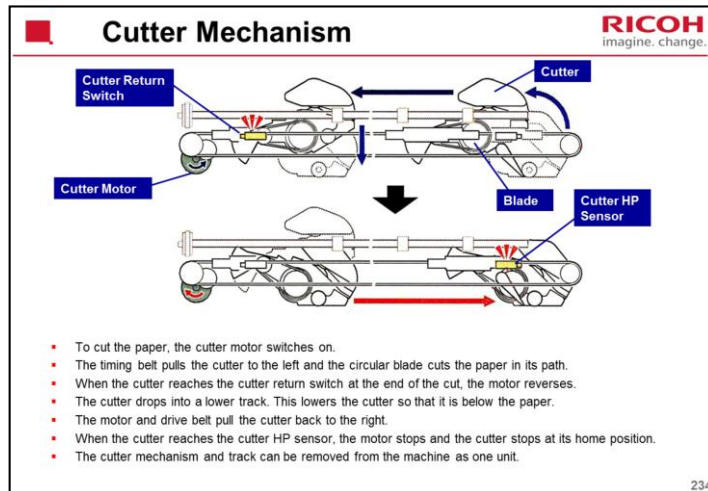 Cutter Mechanism
RICOH
imagine. change.
Cutter Return
Switch
Cutter
Cutter Motor
Blade
Cutter HP
Sensor
To cut the paper, the cutter motor switches on.
The timing belt pulls the cutter to the left and the circular blade cuts the paper in its path.
When the cutter reaches the cutter return switch at the end of the cut, the motor reverses.
The cutter drops into a lower track. This lowers the cutter so that it is below the paper.
The motor and drive belt pull the cutter back to the right.
When the cutter reaches the cutter HP sensor, the motor stops and the cutter stops at its home position.
The cutter mechanism and track can be removed from the machine as one unit.
234